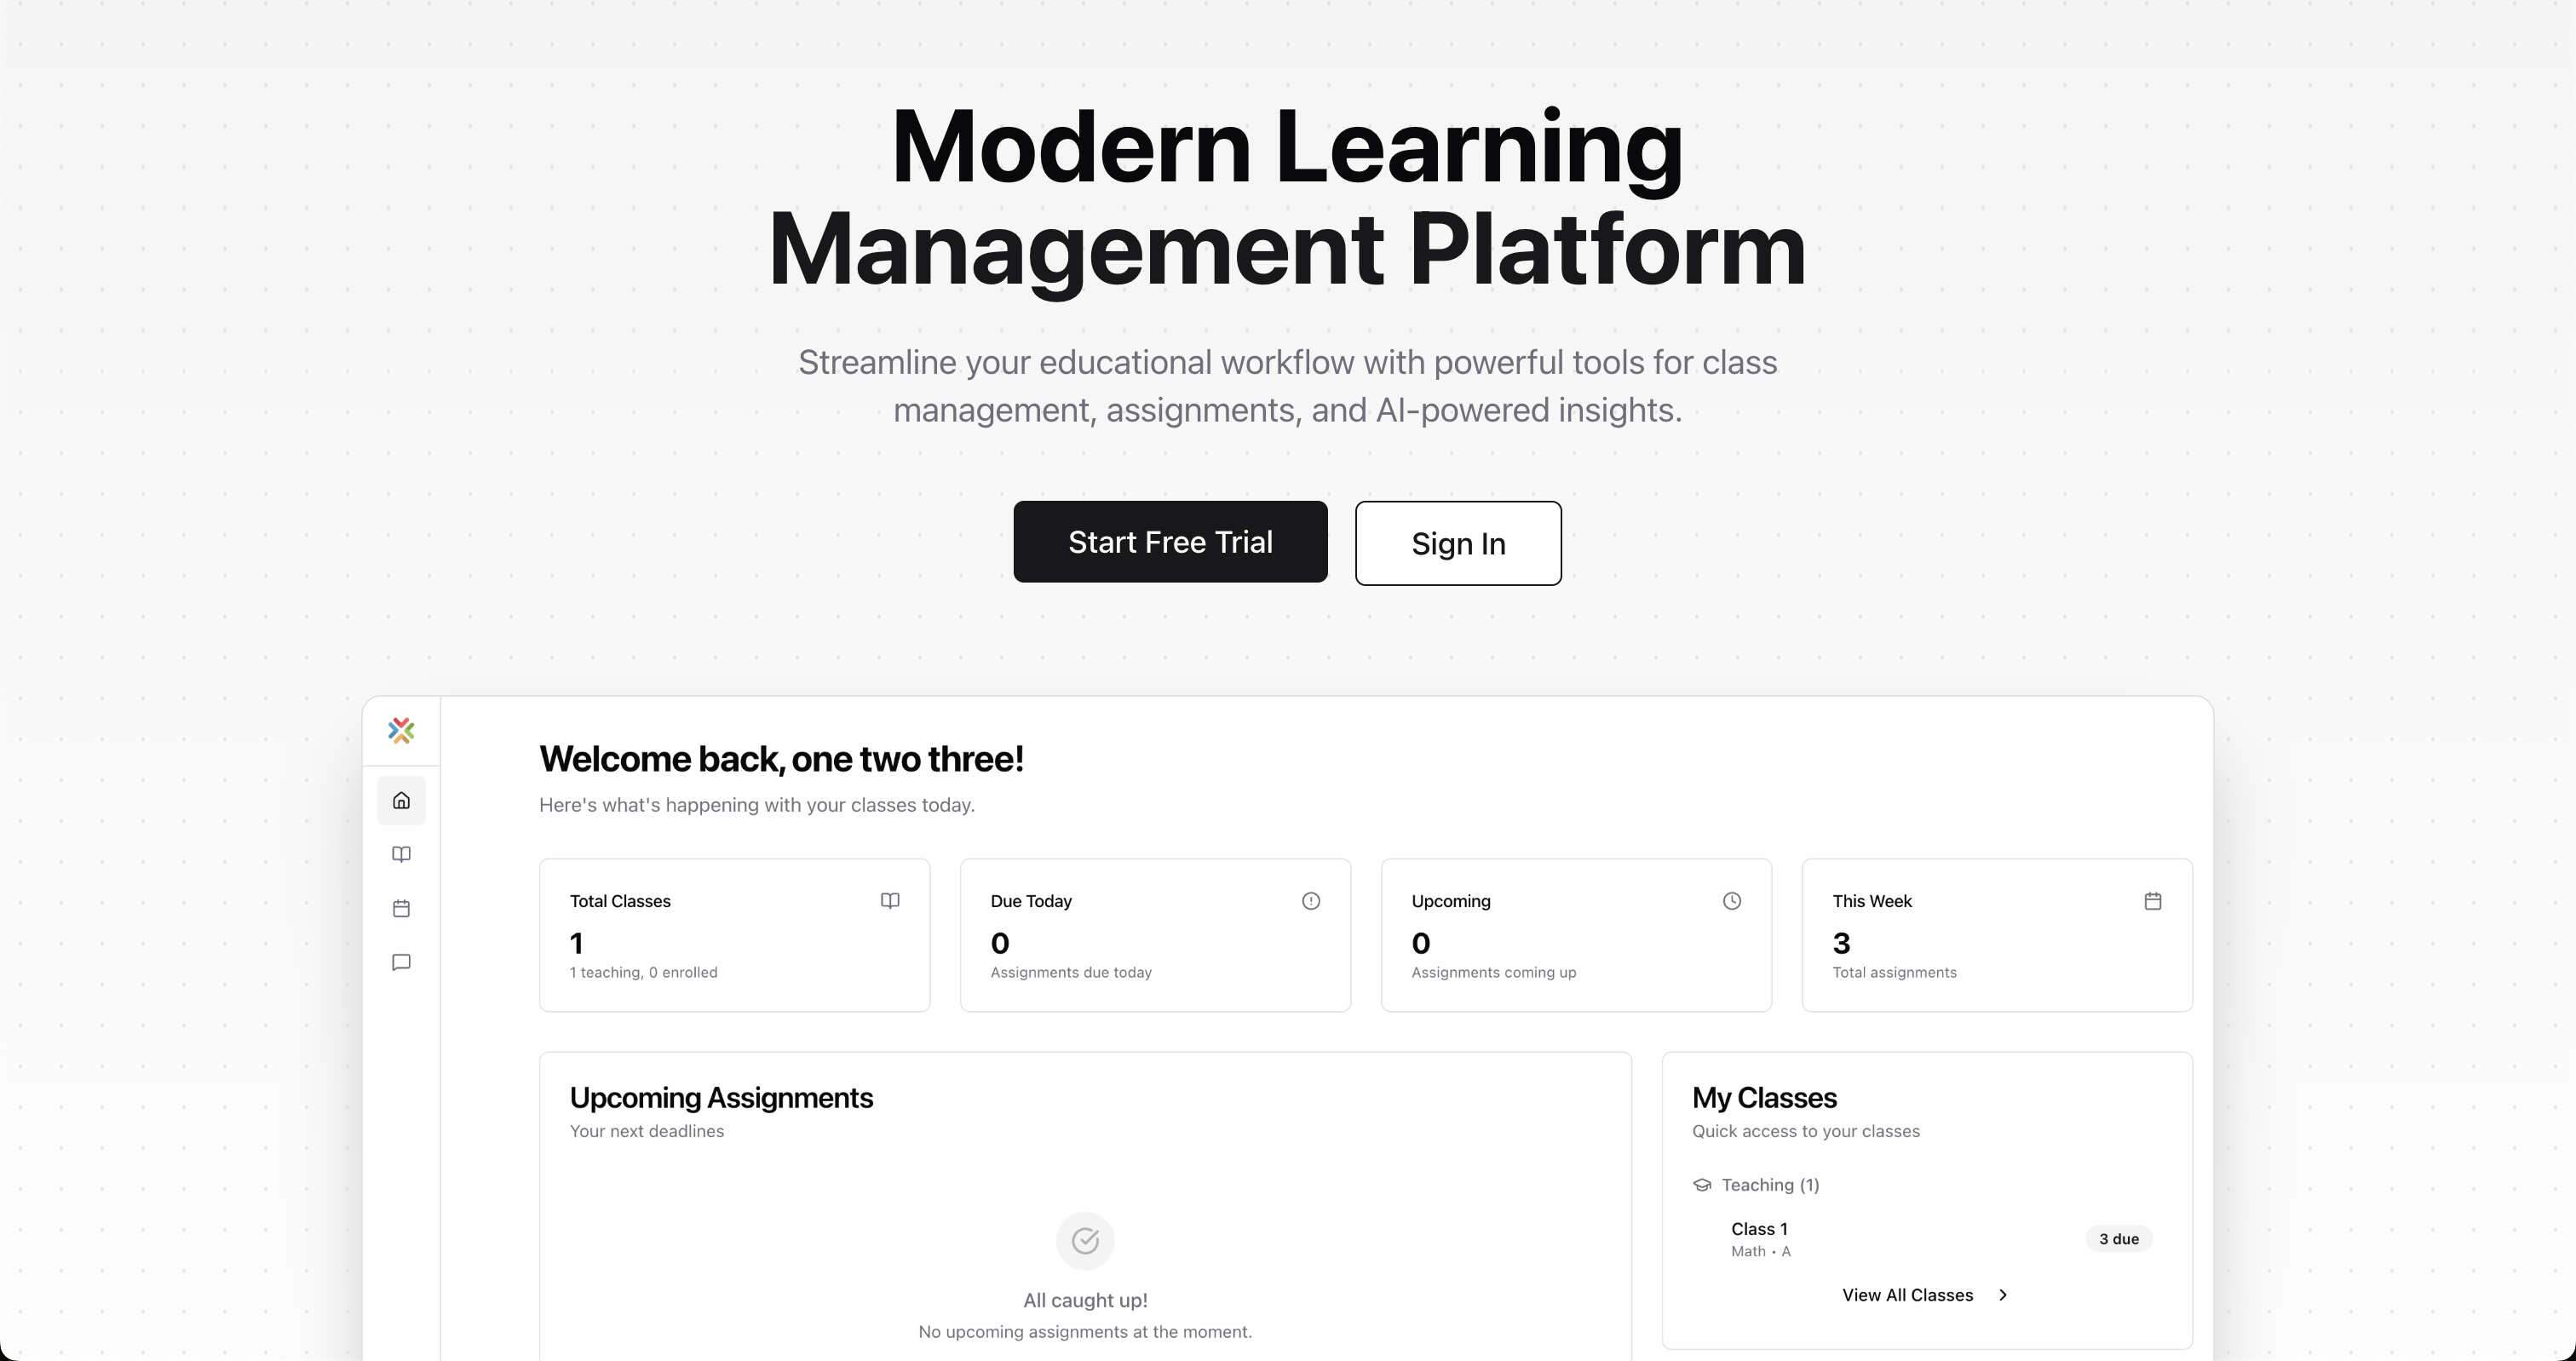 Modern Learning
Management Platform
Streamline your educational workflow with powerful tools for class
management, assignments, and AI-powered insights.
Start Free Trial
Sign In
Welcome back, one two three!
Here's what's happening with your classes today.
Total Classes
1
1 teaching, 0 enrolled
Due Today
0
Assignments due today
Upcoming
0
Assignments coming up
This Week
3
Total assignments
Upcoming Assignments
Your next deadlines
All caught up!
No upcoming assignments at the moment.
My Classes
Quick access to your classes
Teaching (1)
Class 1
Math • A
3 due
View All Classes